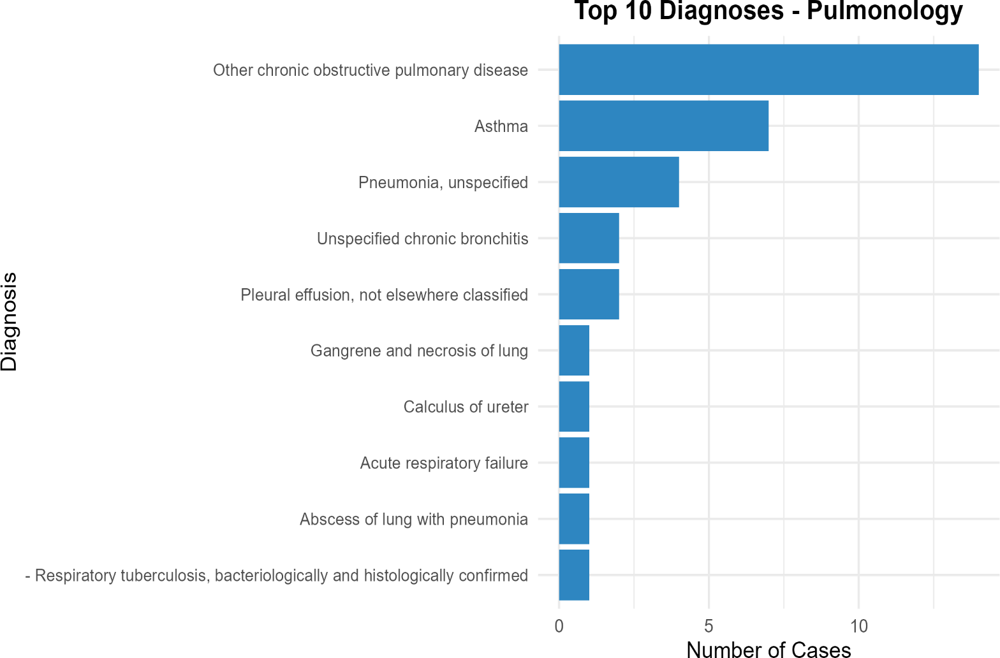 Top 10 Diagnoses - Pulmonology
Other chronic obstructive pulmonary disease
Asthma
Pneumonia, unspecified
Unspecified chronic bronchitis
Pleural effusion, not elsewhere classified
Gangrene and necrosis of lung
Calculus of ureter
Acute respiratory failure
Abscess of lung with pneumonia
- Respiratory tuberculosis, bacteriologically and histologically confirmed
Diagnosis
0 5 10
Number of Cases